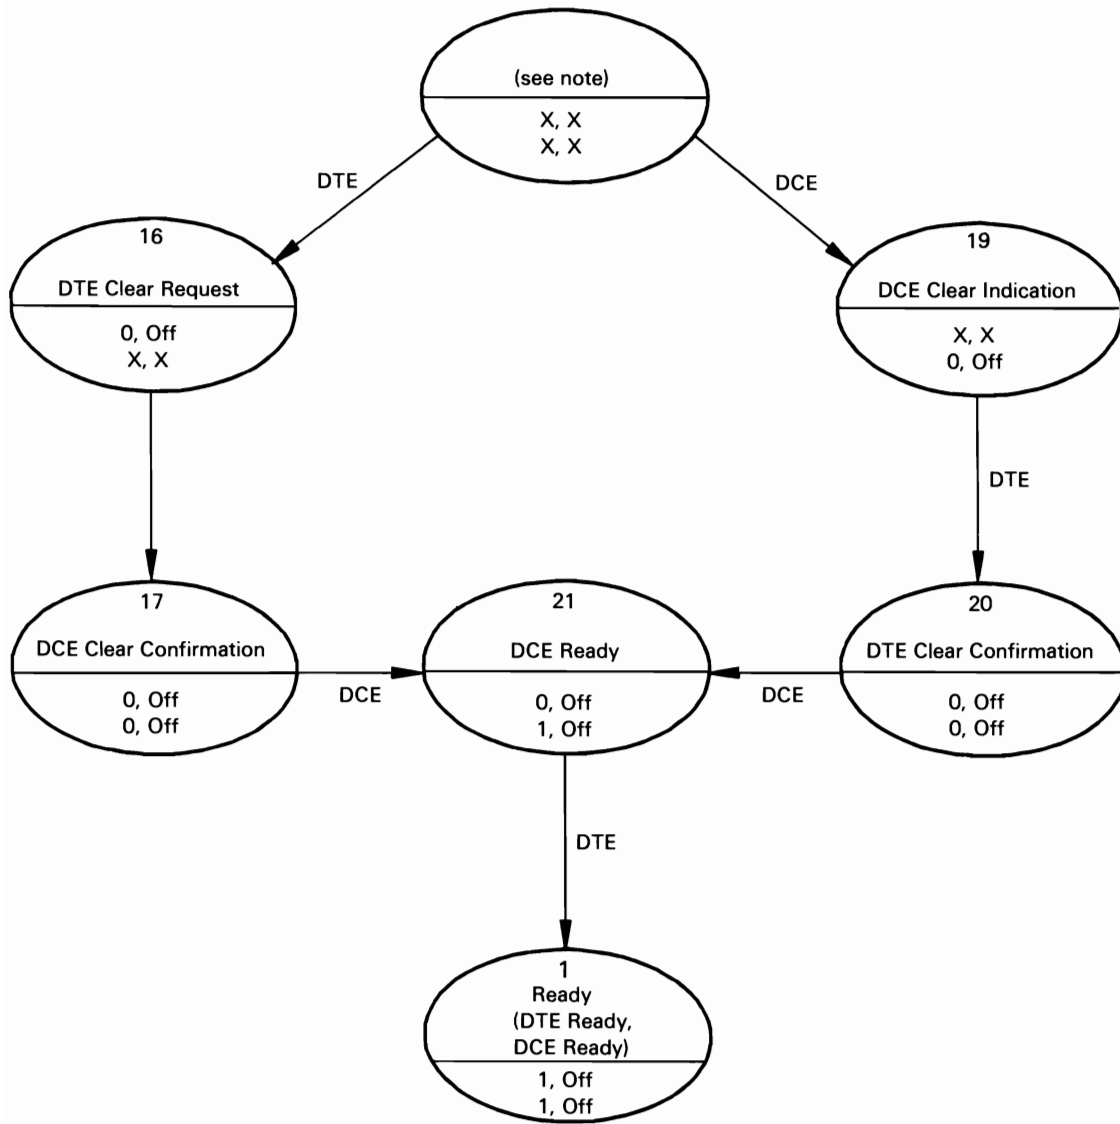 (see note)
X, X
X, X
DTE
DCE
16
DTE Clear Request
0, Off
X, X
19
DCE Clear Indication
X, X
0, Off
DTE
17
DCE Clear Confirmation
0, Off
0, Off
DCE
21
DCE Ready
0, Off
1, Off
DCE
20
DTE Clear Confirmation
0, Off
0, Off
DTE
1
Ready
(DTE Ready,
DCE Ready)
1, Off
1, Off